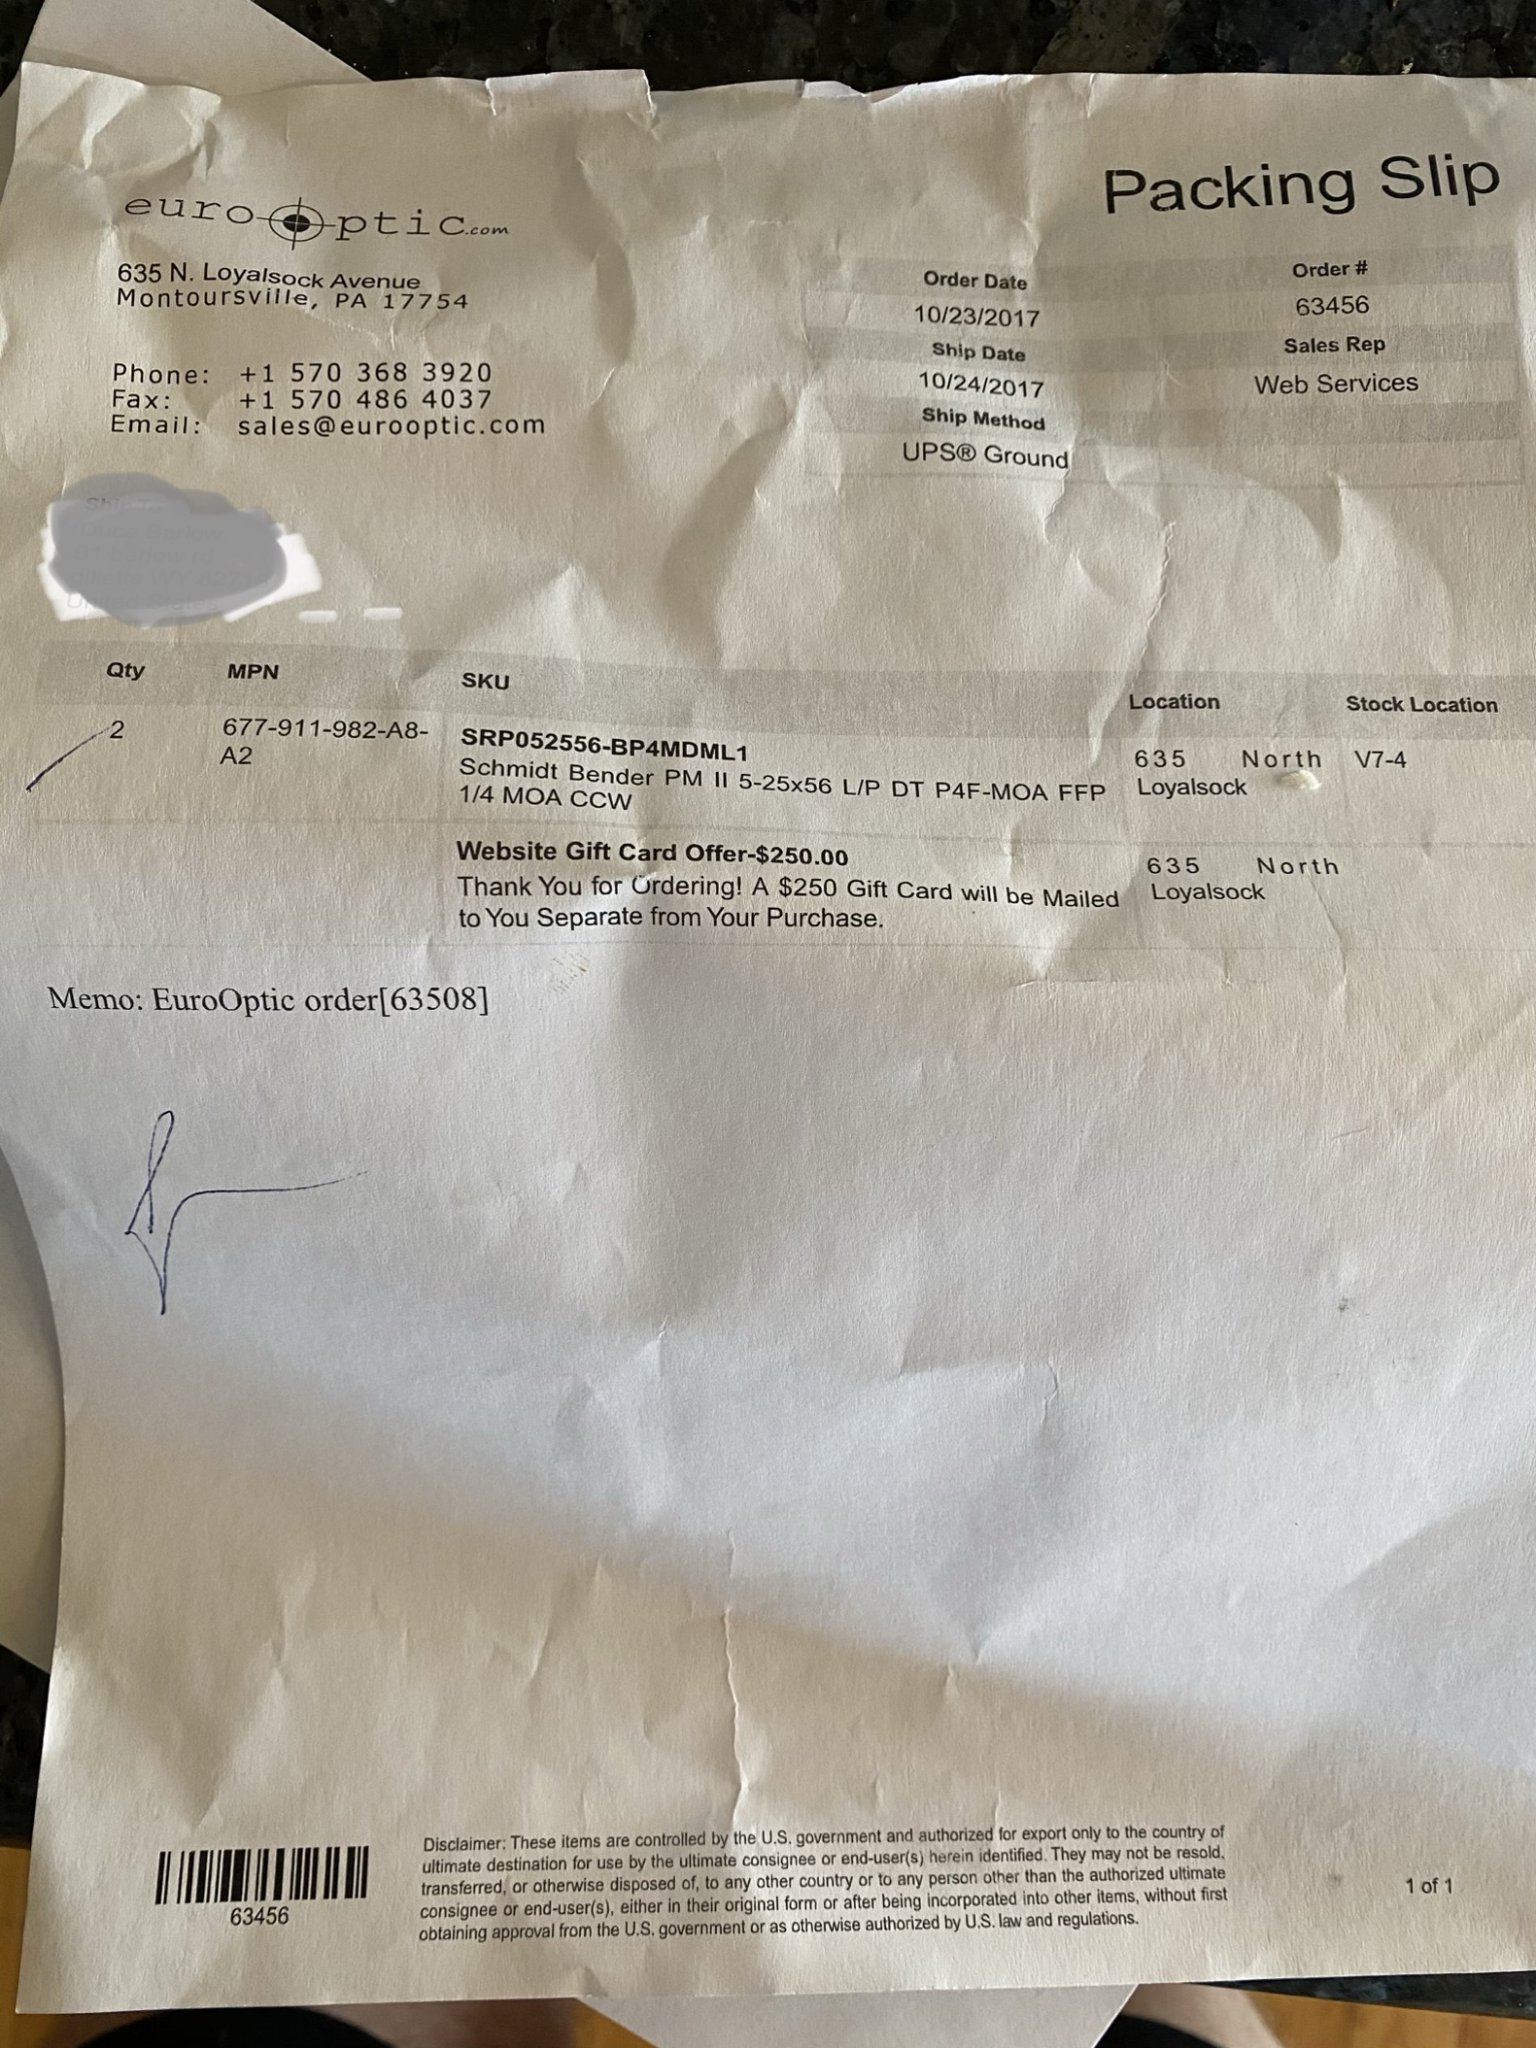 eurOptic.com
Packing Slip
635 N. Loyalsock Avenue
Montoursville, PA 17754
Phone: +1 570 368 3920
Fax: +1 570 486 4037
Email: sales@eurooptic.com
Order Date
Order #
10/23/2017
63456
Ship Date
Sales Rep
10/24/2017
Web Services
Ship Method
UPS® Ground
Qty MPN SKU Location Stock Location
2 677-911-982-A8-
A2
SRP052556-BP4MDML1
Schmidt Bender PM II 5-25x56 L/P DT P4F-MOA FFP
1/4 MOA CCW
635 North
Loyalsock
V7-4
Website Gift Card Offer-$250.00
Thank You for Ordering! A $250 Gift Card will be Mailed
to You Separate from Your Purchase.
635 North
Loyalsock
Memo: EuroOptic order[63508]
63456
Disclaimer: These items are controlled by the U.S. government and authorized for export only to the country of
ultimate destination for use by the ultimate consignee or end-user(s) herein identified. They may not be resold,
transferred, or otherwise disposed of, to any other country or to any person other than the authorized ultimate
consignee or end-user(s), either in their original form or after being incorporated into other items, without first
obtaining approval from the U.S. government or as otherwise authorized by U.S. law and regulations.
1 of 1